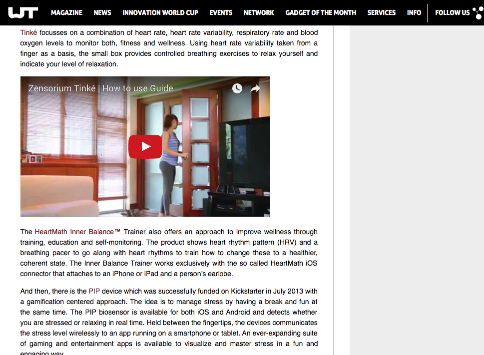 WT MAGAZINE NEWS INNOVATION WORLD CUP EVENTS NETWORK GADGET OF THE MONTH SERVICES INFO FOLLOW US
Tinké focusses on a combination of heart rate, heart rate variability, respiratory rate and blood
oxygen levels to monitor both, fitness and wellness. Using heart rate variability taken from a
finger as a basis, the small box provides controlled breathing exercises to relax yourself and
indicate your level of relaxation.
Zensorium Tinké | How to use Guide
The HeartMath Inner Balance™ Trainer also offers an approach to improve wellness through
training, education and self-monitoring. The product shows heart rhythm pattern (HRV) and a
breathing pacer to go along with heart rhythms to train how to change these to a healthier,
coherent state. The Inner Balance Trainer works exclusively with the so called HeartMath iOS
connector that attaches to an iPhone or iPad and a person's earlobe.
And then, there is the PIP device which was successfully funded on Kickstarter in July 2013 with
a gamification centered approach. The idea is to manage stress by having a break and fun at
the same time. The PIP biosensor is available for both iOS and Android and detects whether
you are stressed or relaxing in real time. Held between the fingertips, the devices communicates
the stress level wirelessly to an app running on a smartphone or tablet. An ever-expanding suite
of gaming and entertainment apps is available to visualize and master stress in a fun and
engaging way.